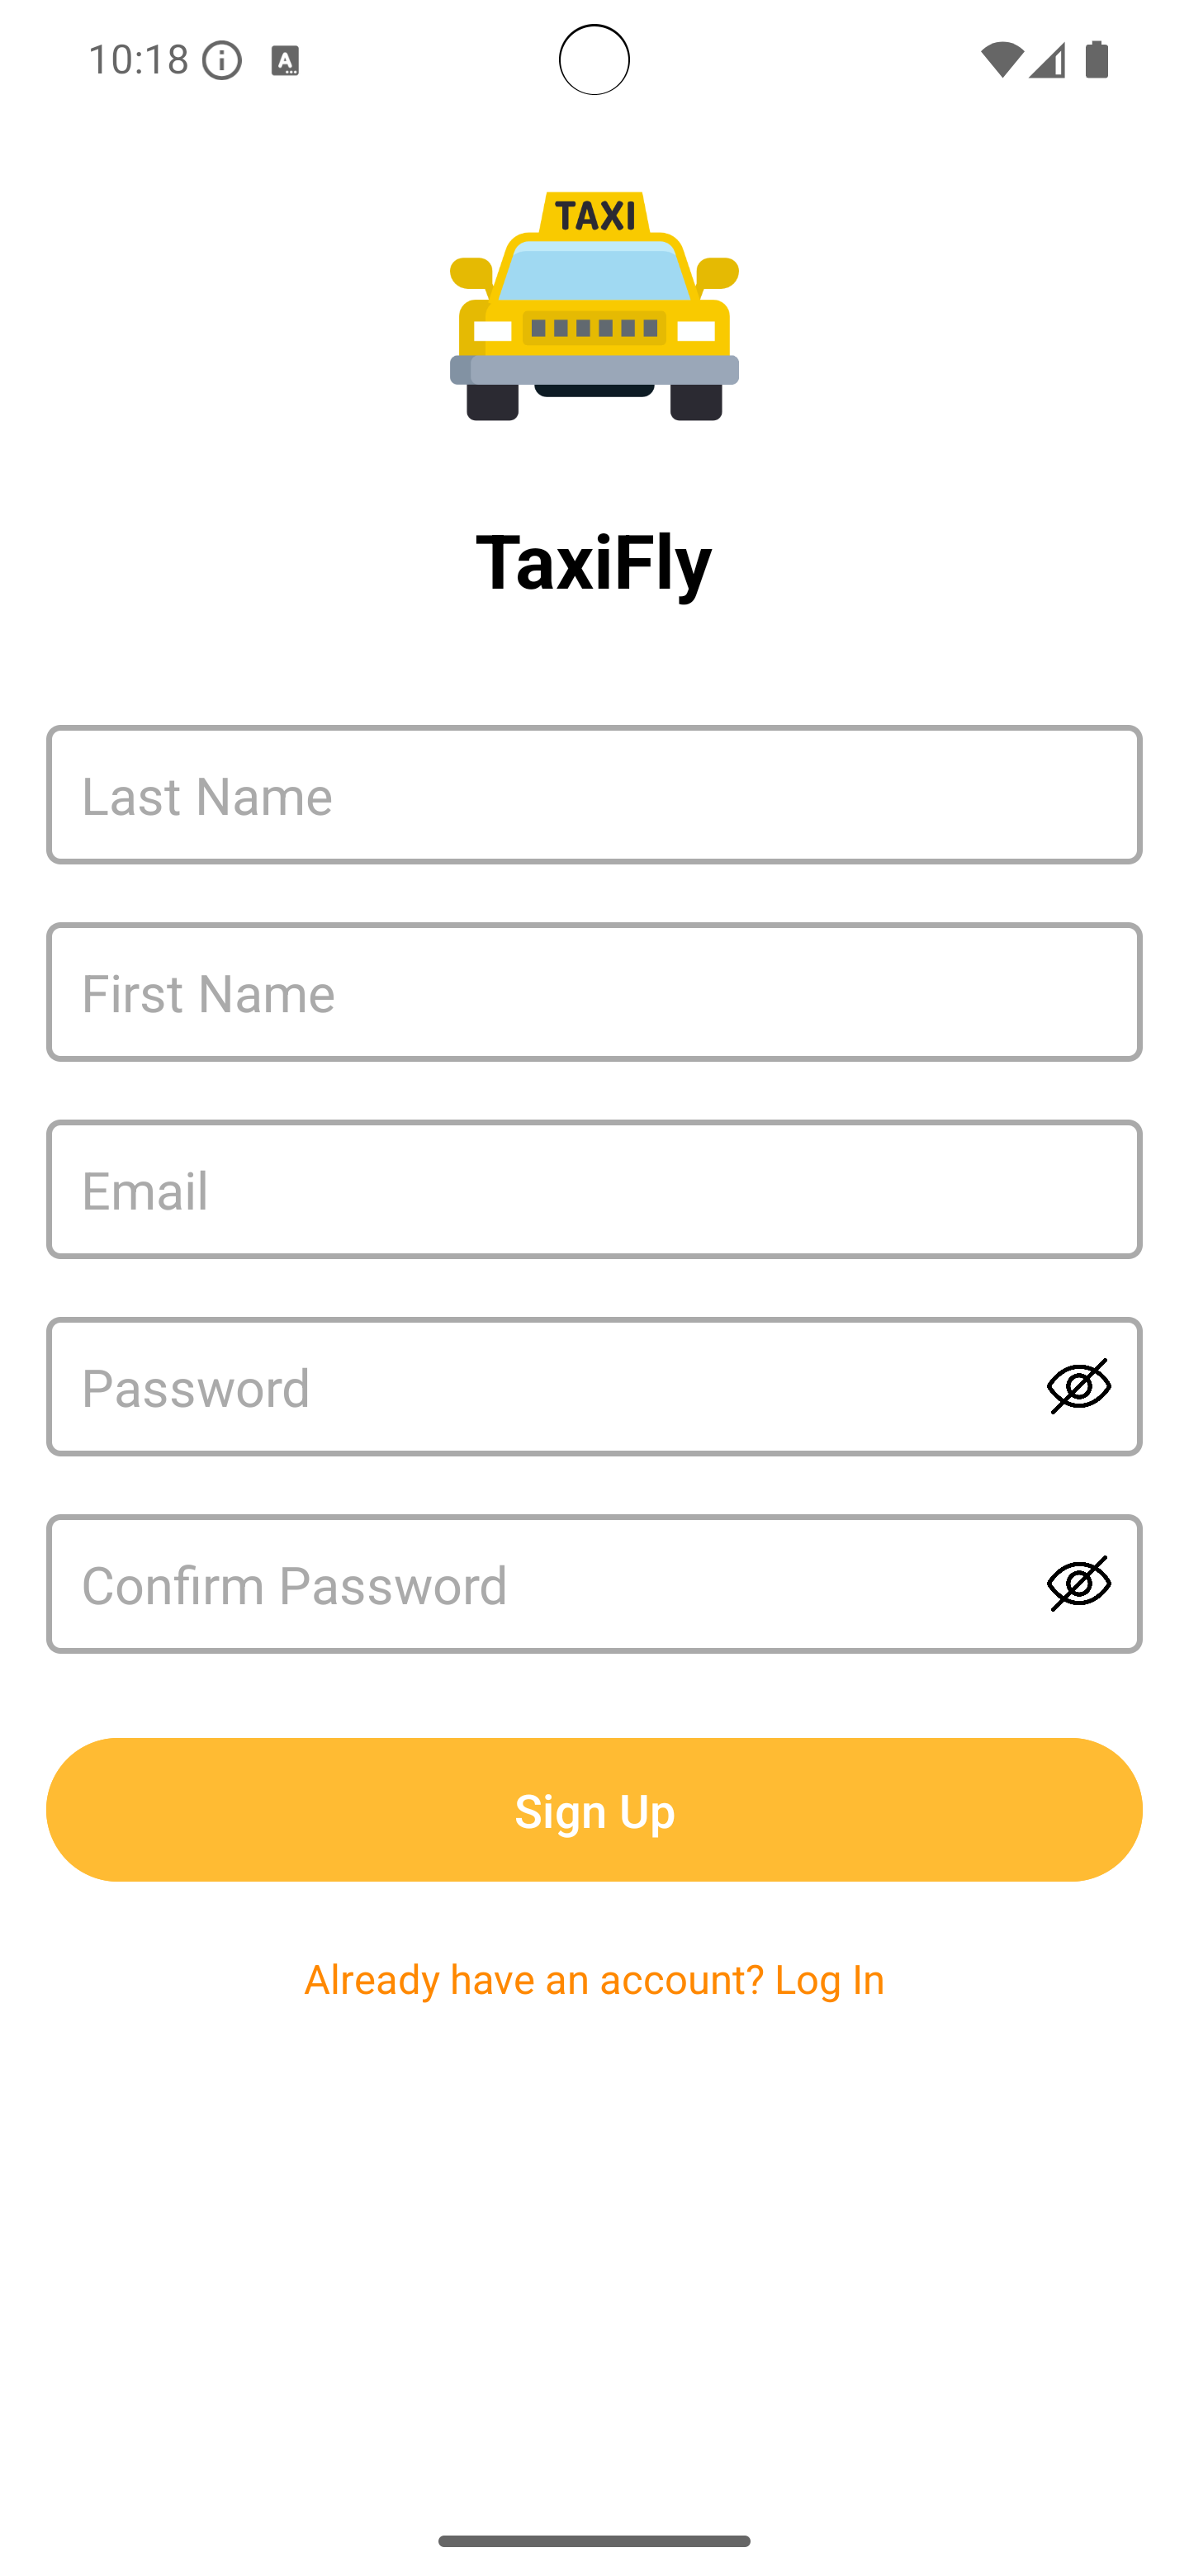 10:18
TAXI
TaxiFly
Last Name
First Name
Email
Password
Confirm Password
Sign Up
Already have an account? Log In